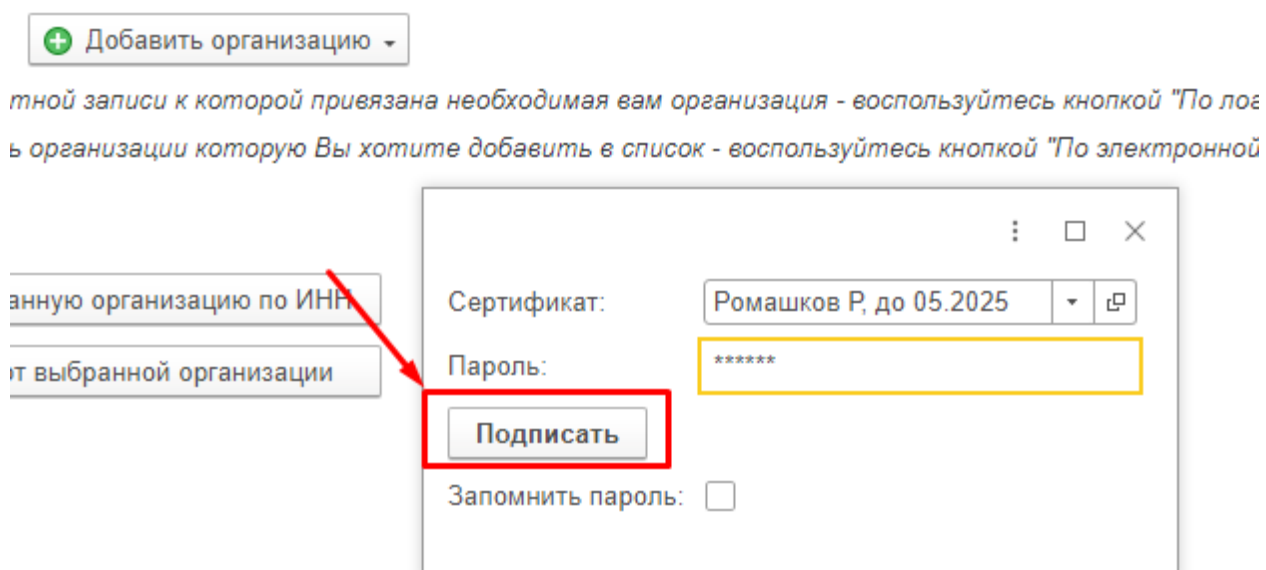 Добавить организацию
тной записи к которой привязана необходимая вам организация - воспользуйтесь кнопкой "По лог
ь организации которую Вы хотите добавить в список - воспользуйтесь кнопкой "По электронной
анную организацию по ИНН
от выбранной организации
Сертификат: Ромашков Р, до 05.2025
Пароль: ******
Подписать
Запомнить пароль: